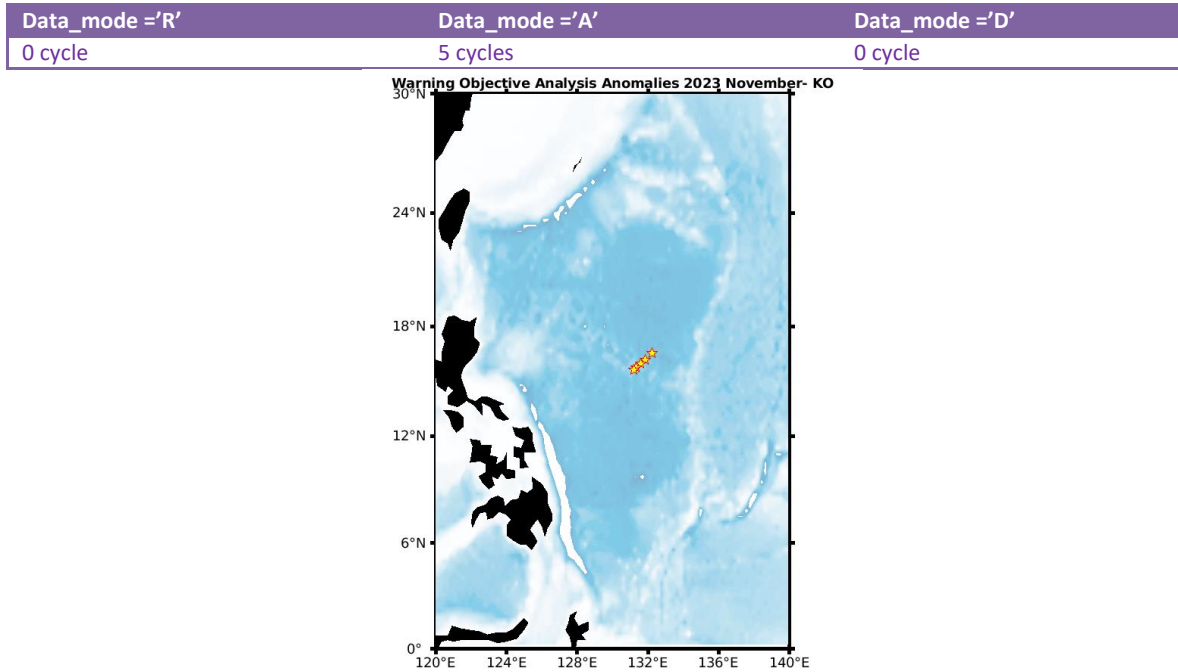 Data_mode =’R’ Data_mode =’A’ Data_mode =’D’
0 cycle 5 cycles 0 cycle
Warning Objective Analysis Anomalies 2023 November- KO
30°N
24°N
18°N
12°N
6°N
0°
120°E 124°E 128°E 132°E 136°E 140°E